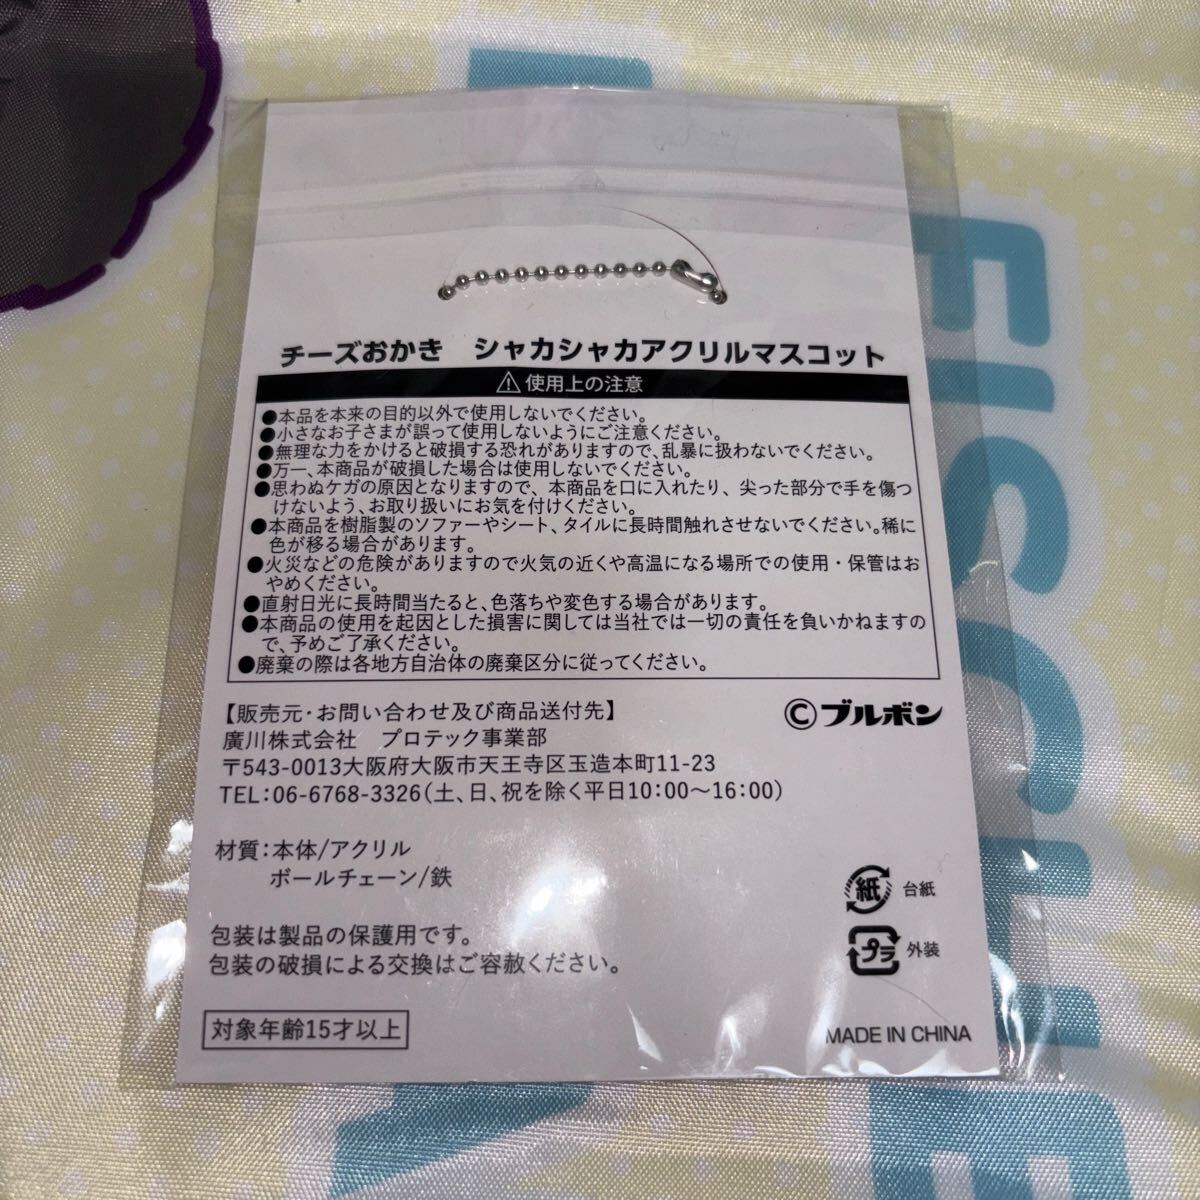 チーズおかき　シャカシャカアクリルマスコット
⚠使用上の注意
●本品を本来の目的以外で使用しないでください。
●小さなお子さまが誤って使用しないようにご注意ください。
●無理な力をかけると破損する恐れがありますので、乱暴に扱わないでください。
●万一、本商品が破損した場合は使用しないでください。
●思わぬケガの原因となりますので、本商品を口に入れたり、尖った部分で手を傷つ
けないよう、お取り扱いにお気を付けください。
●本商品を樹脂製のソファーやシート、タイルに長時間触れさせないでください。稀に
色が移る場合があります。
●火災などの危険がありますので火気の近くや高温になる場所での使用・保管はお
やめください。
●直射日光に長時間当たると、色落ちや変色する場合があります。
●本商品の使用を起因とした損害に関しては当社では一切の責任を負いかねますの
で、予めご了承ください。
●廃棄の際は各地方自治体の廃棄区分に従ってください。
【販売元・お問い合わせ及び商品送付先】
廣川株式会社　プロテック事業部
〒543-0013大阪府大阪市天王寺区玉造本町11-23
TEL:06-6768-3326(土、日、祝を除く平日10:00〜16:00)
©ブルボン
材質:本体/アクリル
ボールチェーン/鉄
紙 台紙
プラ 外装
包装は製品の保護用です。
包装の破損による交換はご容赦ください。
対象年齢15才以上
MADE IN CHINA